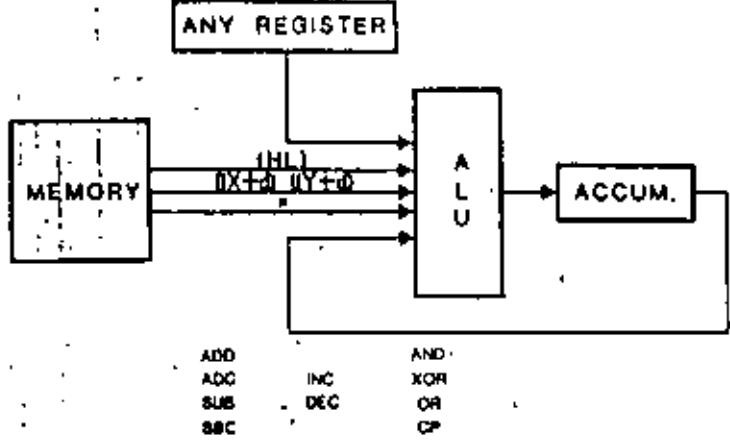 ANY REGISTER
(HL)
(IX+d) (IY+d)
MEMORY
n
A
L
U
ACCUM.
ADD AND
ADC INC XOR
SUB DEC OR
SBC CP